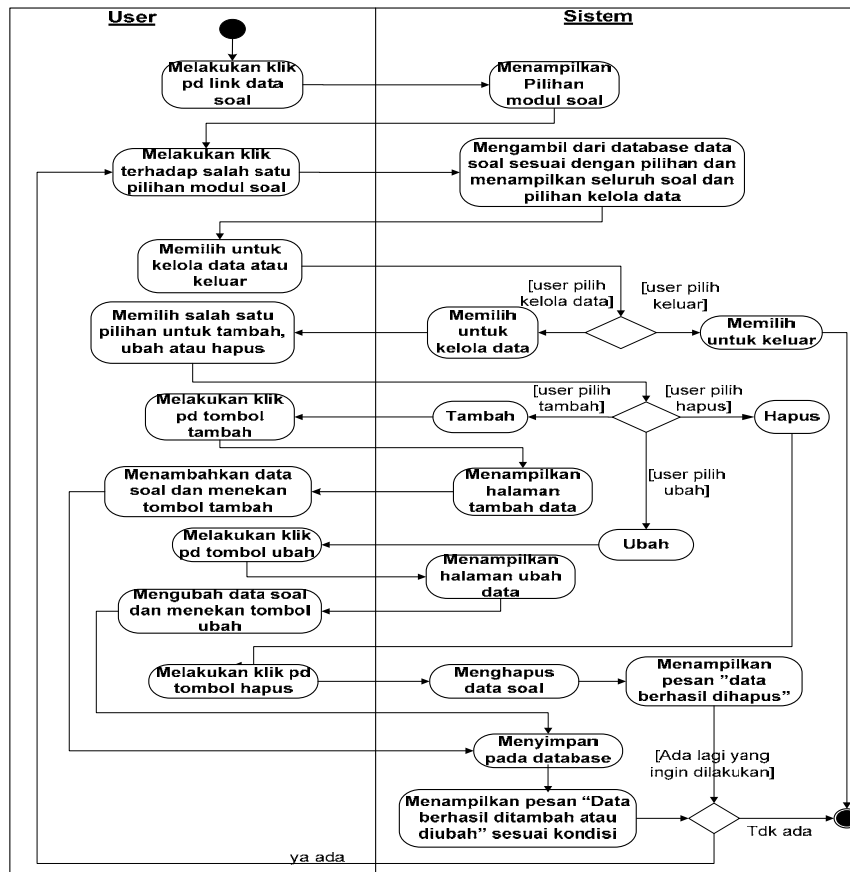 User
Sistem
Melakukan klik
pd link data
soal
Menampilkan
Pilihan
modul soal
Melakukan klik
terhadap salah satu
pilihan modul soal
Mengambil dari database data
soal sesuai dengan pilihan dan
menampilkan seluruh soal dan
pilihan kelola data
Memilih untuk
kelola data atau
keluar
[user pilih
kelola data]
[user pilih
keluar]
Memilih salah satu
pilihan untuk tambah,
ubah atau hapus
Memilih
untuk
kelola data
Memilih
untuk keluar
[user pilih
tambah]
[user pilih
hapus]
Melakukan klik
pd tombol
tambah
Tambah
Hapus
[user pilih
ubah]
Menambahkan data
soal dan menekan
tombol tambah
Menampilkan
halaman
tambah data
Melakukan klik
pd tombol ubah
Ubah
Menampilkan
halaman ubah
data
Mengubah data soal
dan menekan tombol
ubah
Melakukan klik pd
tombol hapus
Menghapus
data soal
Menampilkan
pesan ”data
berhasil dihapus”
Menyimpan
pada database
[Ada lagi yang
ingin dilakukan]
Menampilkan pesan “Data
berhasil ditambah atau
diubah” sesuai kondisi
Tdk ada
ya ada